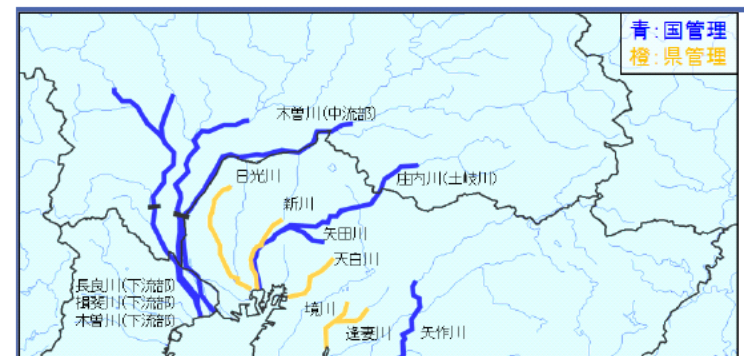 青:国管理
橙:県管理
木曽川(中流部)
日光川
庄内川(土岐川)
新川
矢田川
天白川
長良川(下流部)
揖斐川(下流部)
木曽川(下流部)
境川
逢妻川
矢作川